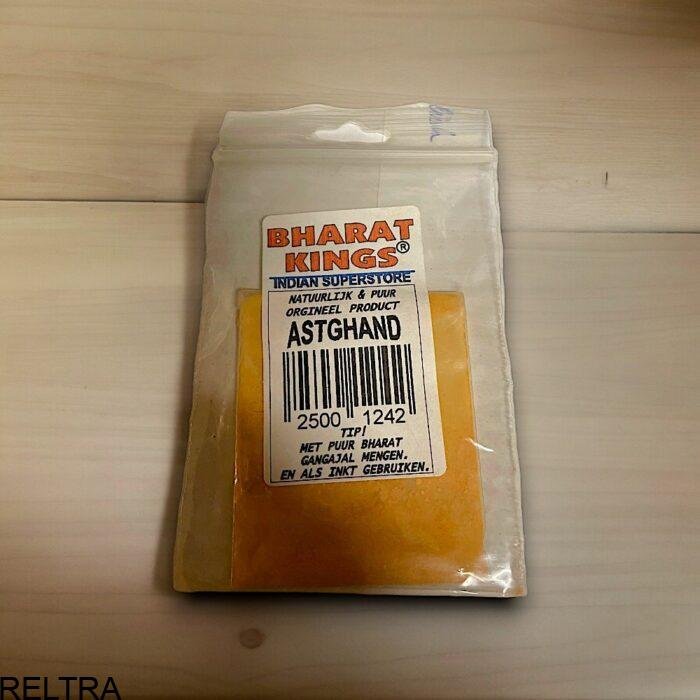 BHARAT
KINGS®
INDIAN SUPERSTORE
NATUURLIJK & PUUR
ORGINEEL PRODUCT
ASTGHAND
2500 1242
TIP!
MET PUUR BHARAT
GANGAJAL MENGEN.
EN ALS INKT GEBRUIKEN.
RELTRA